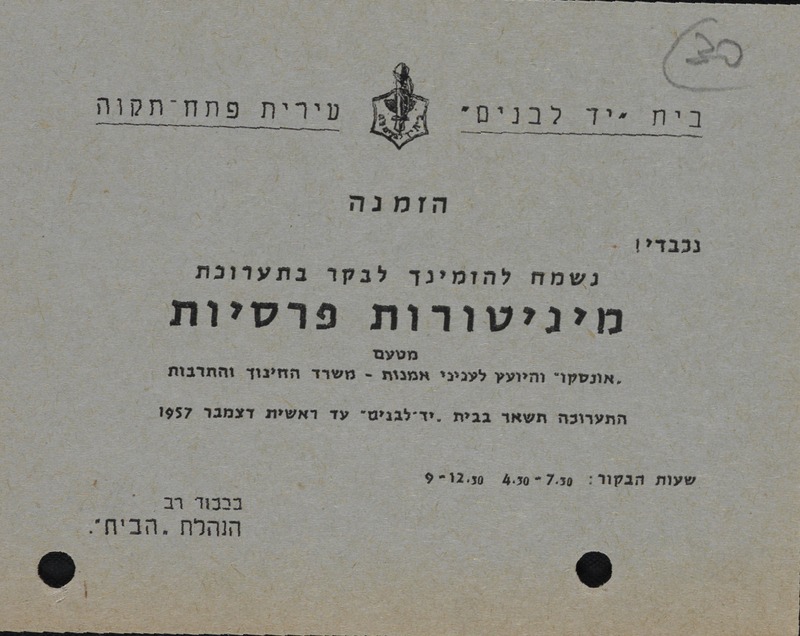 30
בית "יד לבנים" עירית פתח-תקוה
הזמנה
נכבדי!
נשמח להזמינך לבקר בתערוכת
מיניטורות פרסיות
מטעם
"אונסקו" והיועץ לעניני אמנות - משרד החינוך והתרבות
התערוכה תשאר בבית "יד-לבנים" עד ראשית דצמבר 1957
שעות הבקור: 4.30-7.30 9-12.30
בכבוד רב
הנהלת "הבית".